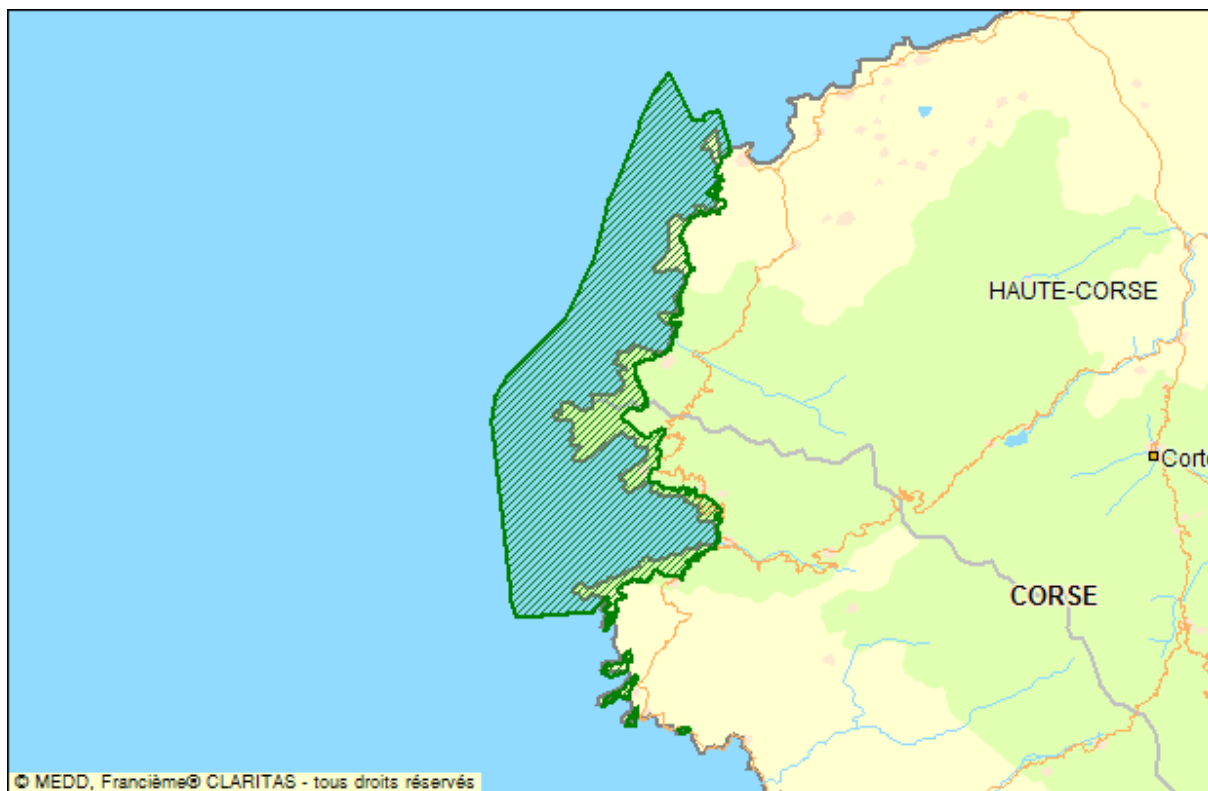 HAUTE-CORSE
Corte
CORSE
© MEDD, Francième® CLARITAS - tous droits réservés